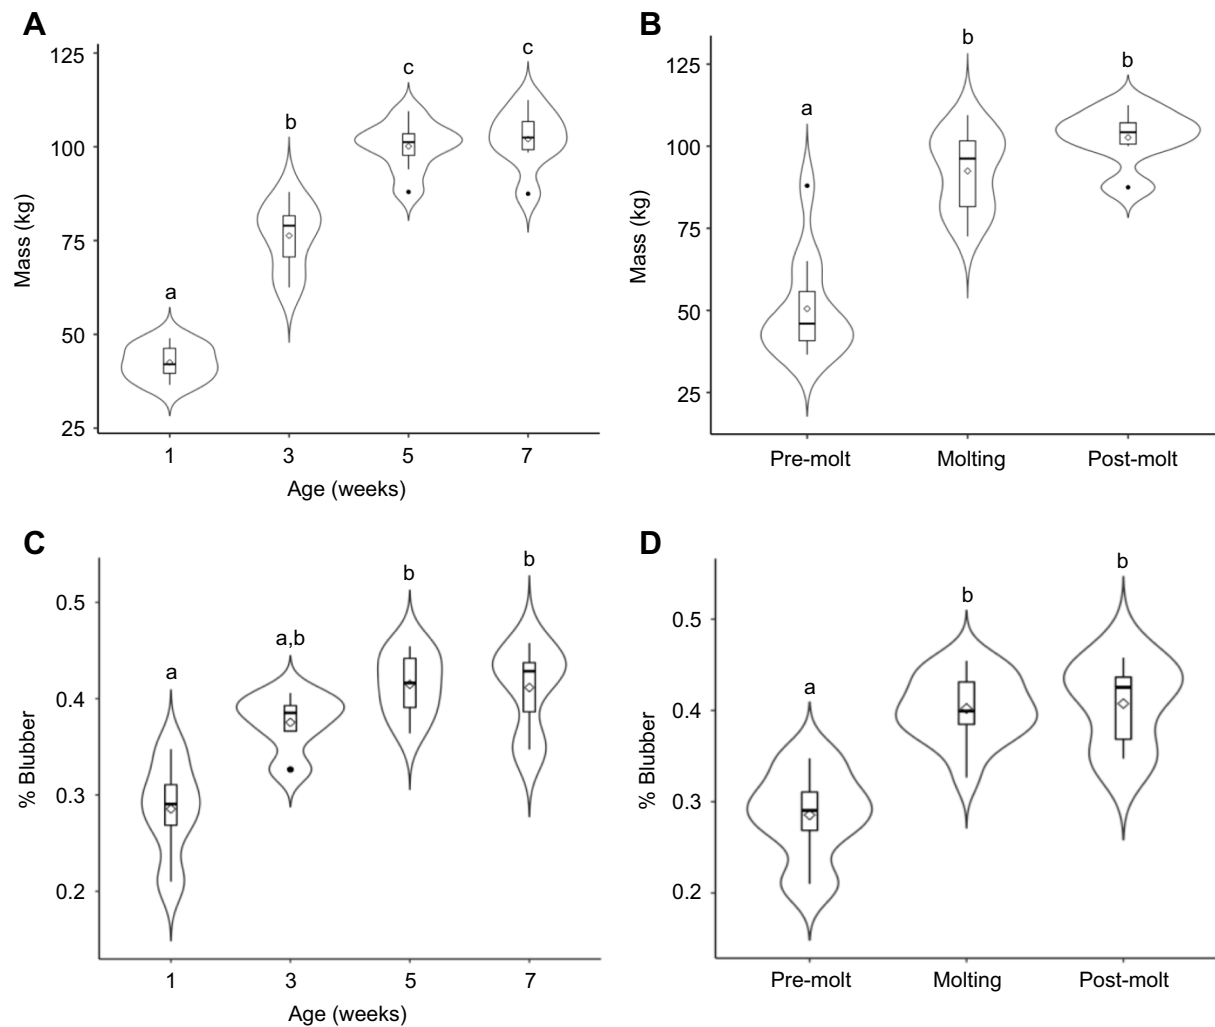 A
125
100
75
50
25
Mass (kg)
a
b
c
c
1 3 5 7
Age (weeks)
B
125
100
75
50
25
Mass (kg)
a
b
b
Pre-molt Molting Post-molt
C
0.5
0.4
0.3
0.2
% Blubber
a
a,b
b
b
1 3 5 7
Age (weeks)
D
0.5
0.4
0.3
0.2
% Blubber
a
b
b
Pre-molt Molting Post-molt